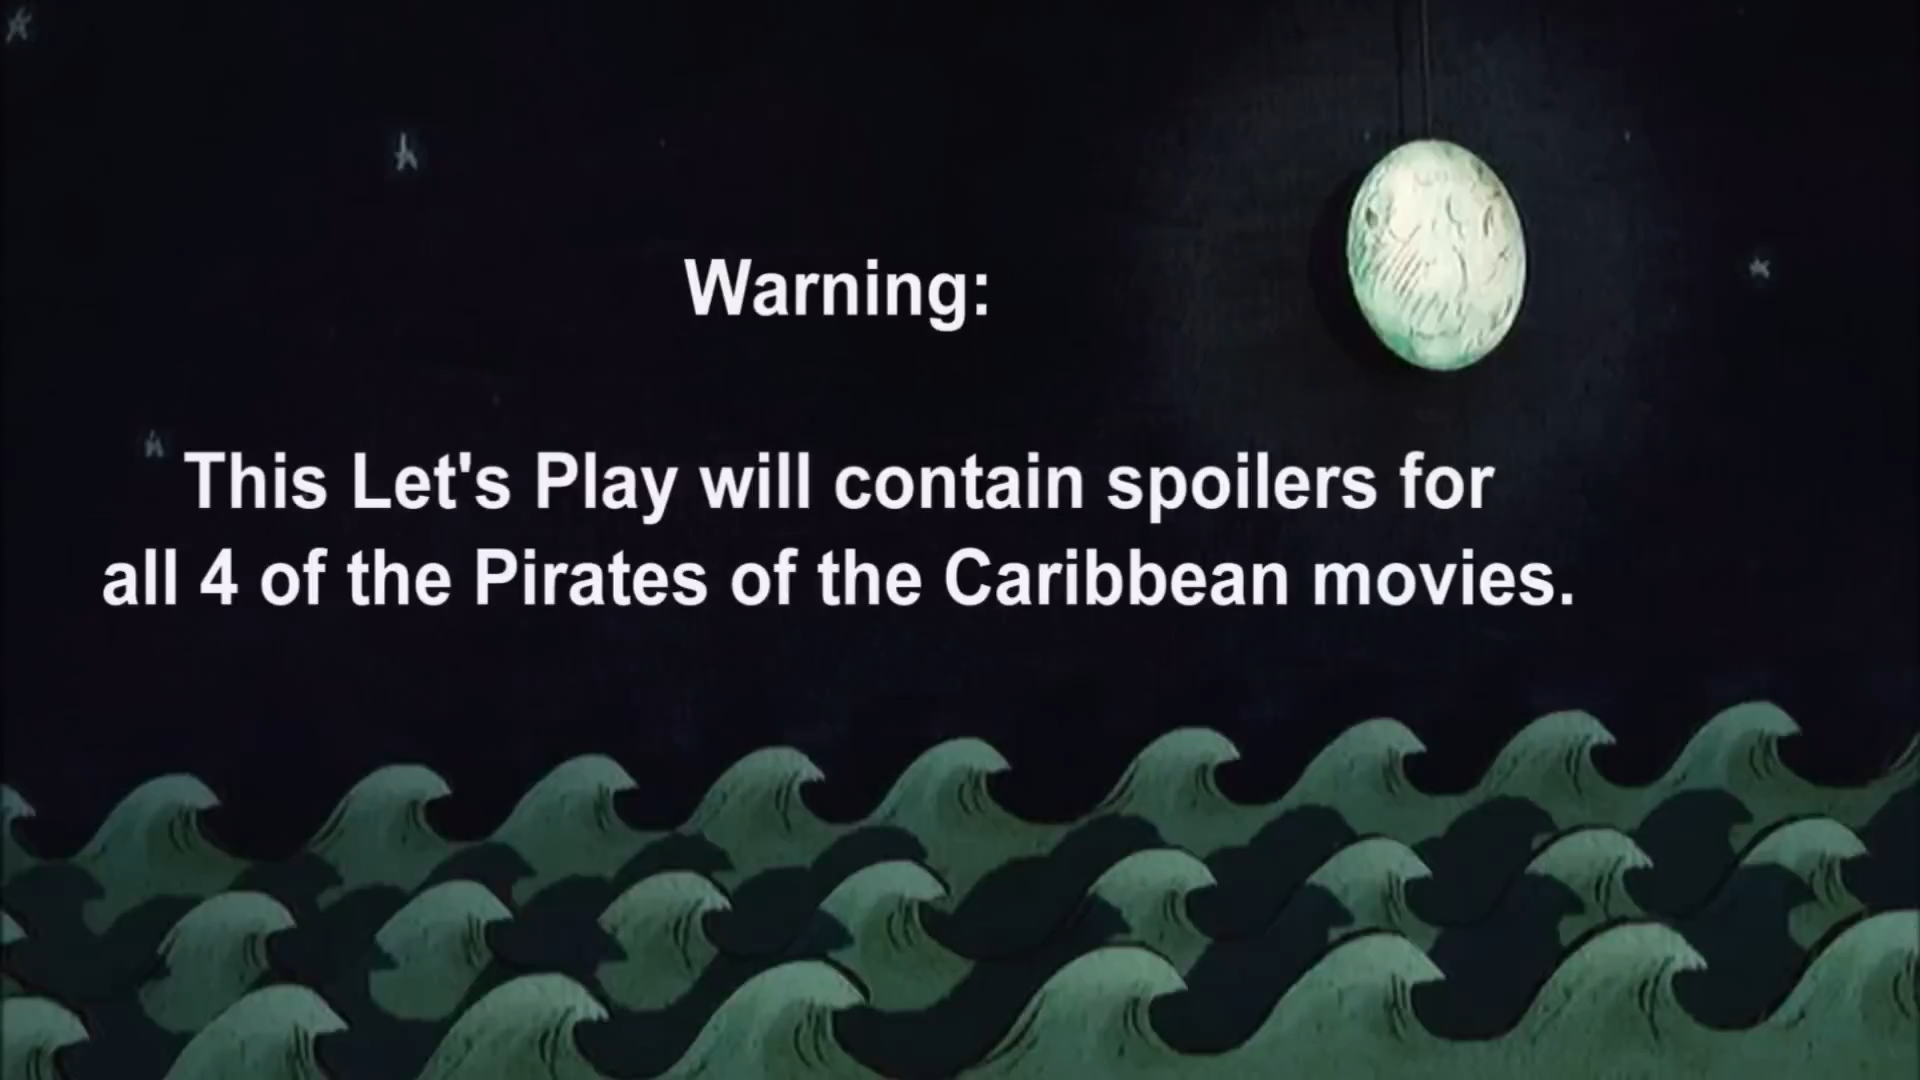 Warning:
This Let's Play will contain spoilers for
all 4 of the Pirates of the Caribbean movies.